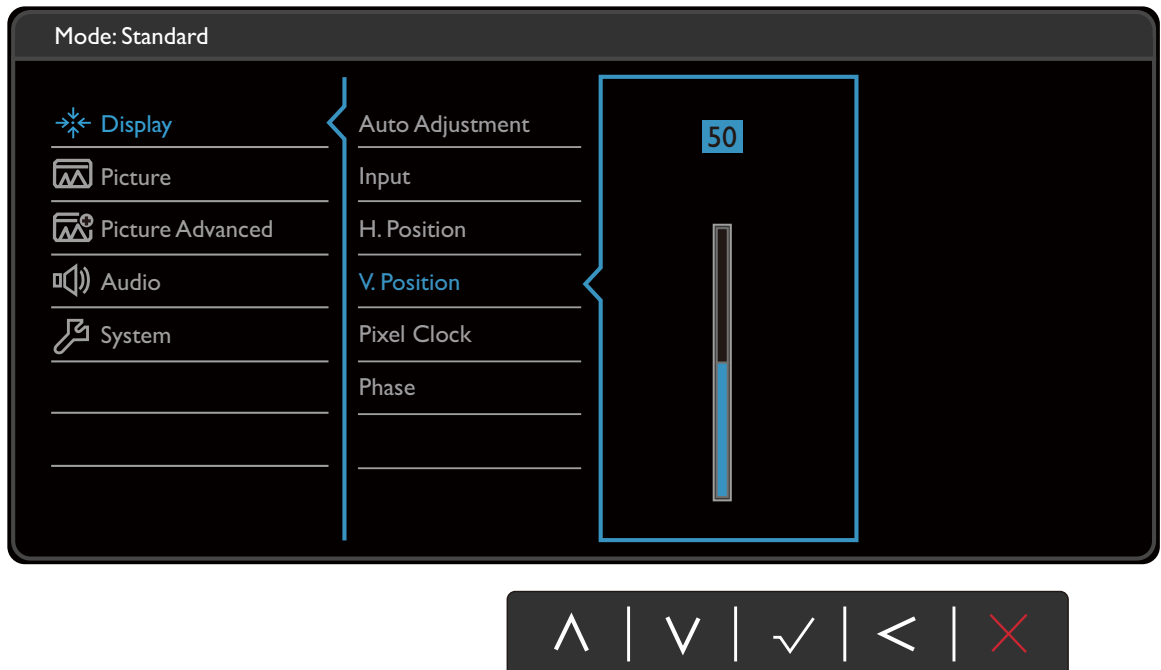 Mode: Standard
Display
Picture
Picture Advanced
Audio
System
Auto Adjustment
Input
H. Position
V. Position
Pixel Clock
Phase
50